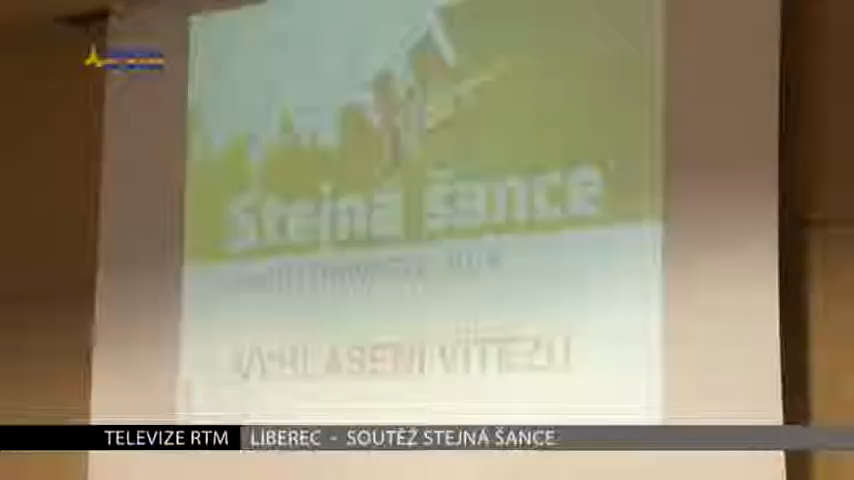 stejná šance
VYHLÁŠENÍ VÍTĚZŮ
TELEVIZE RTM LIBEREC - SOUTĚŽ STEJNÁ ŠANCE